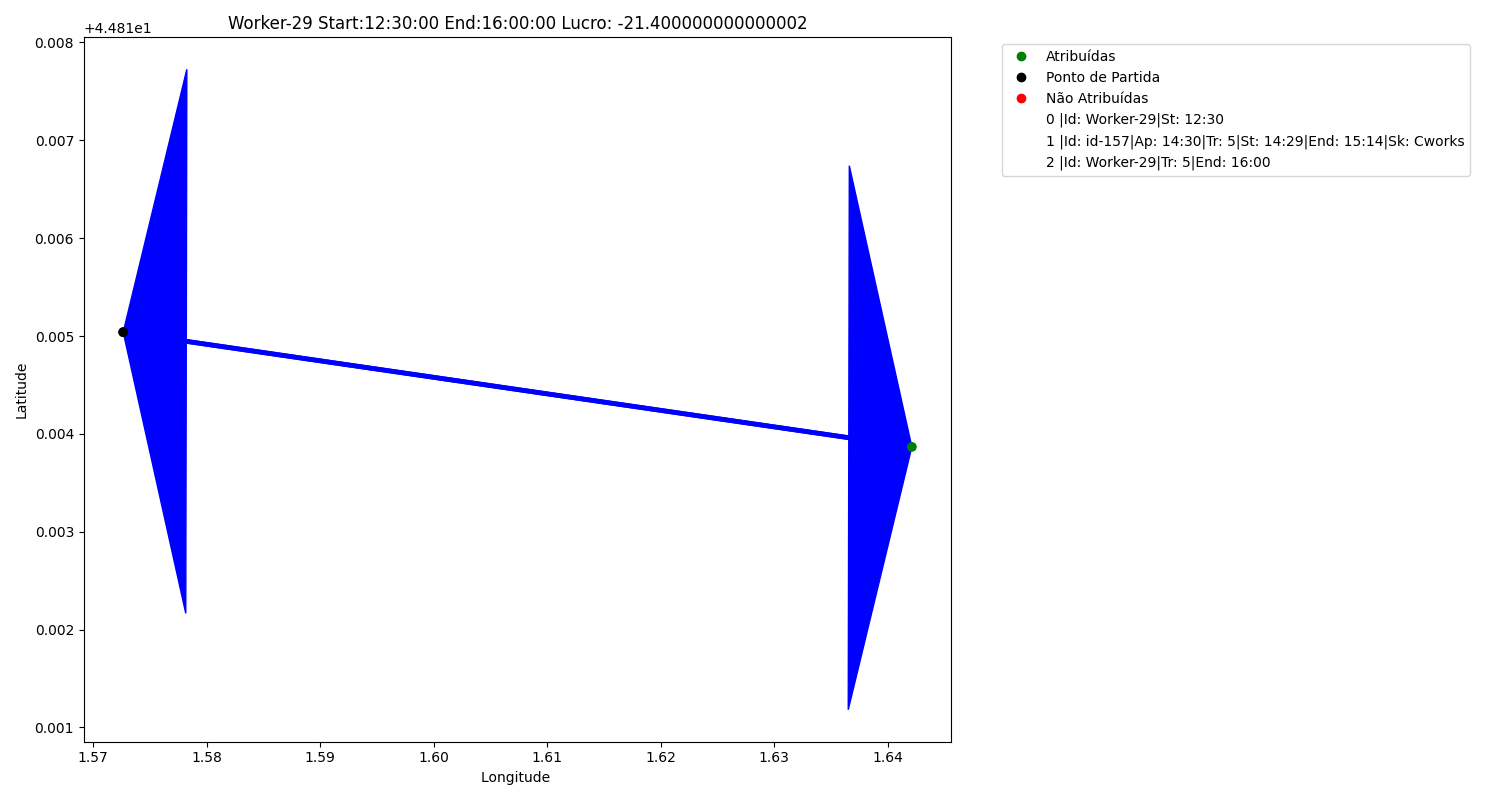 Worker-29 Start:12:30:00 End:16:00:00 Lucro: -21.400000000000002
+4.481e1
0.008
0.007
0.006
0.005
0.004
0.003
0.002
0.001
Latitude
1.57
1.58
1.59
1.60
1.61
1.62
1.63
1.64
Longitude
Atribuídas
Ponto de Partida
Não Atribuídas
0 |Id: Worker-29|St: 12:30
1 |Id: id-157|Ap: 14:30|Tr: 5|St: 14:29|End: 15:14|Sk: Cworks
2 |Id: Worker-29|Tr: 5|End: 16:00